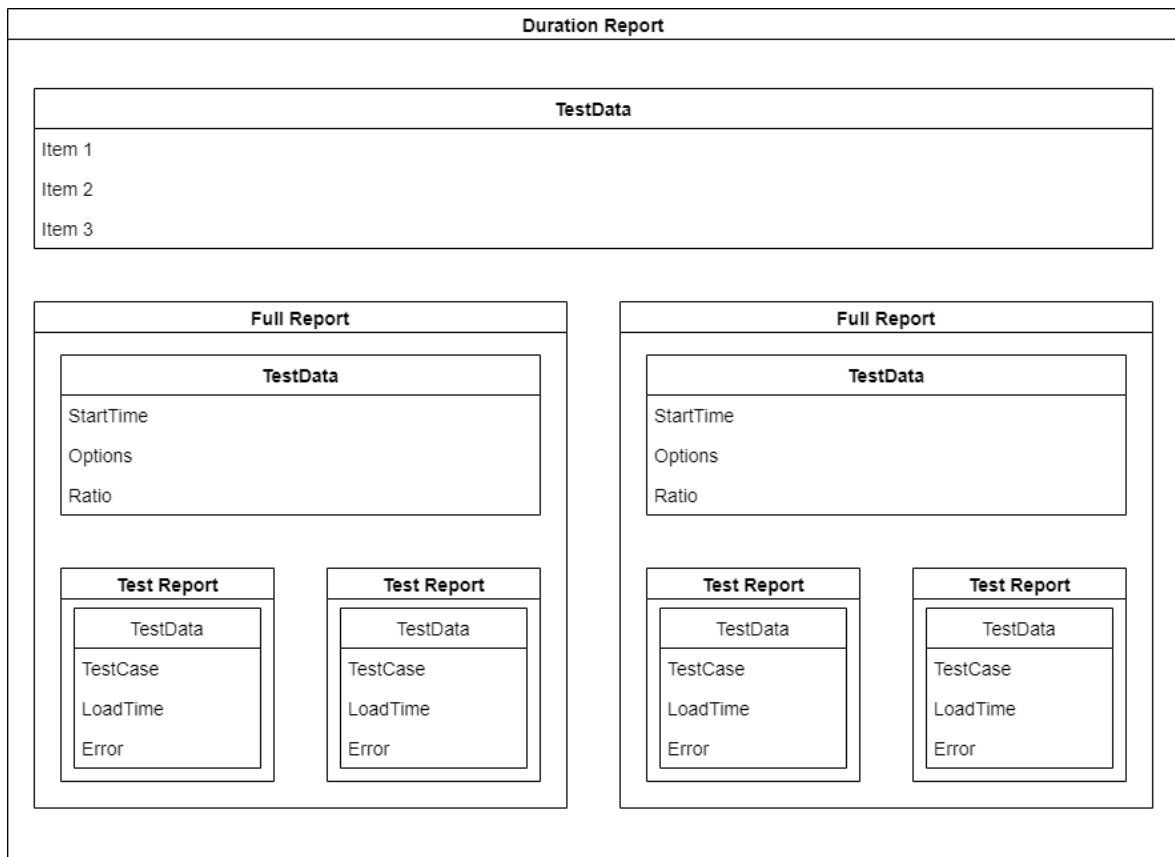 Duration Report
TestData
Item 1
Item 2
Item 3
Full Report
TestData
StartTime
Options
Ratio
Test Report
TestData
TestCase
LoadTime
Error
Test Report
TestData
TestCase
LoadTime
Error
Full Report
TestData
StartTime
Options
Ratio
Test Report
TestData
TestCase
LoadTime
Error
Test Report
TestData
TestCase
LoadTime
Error